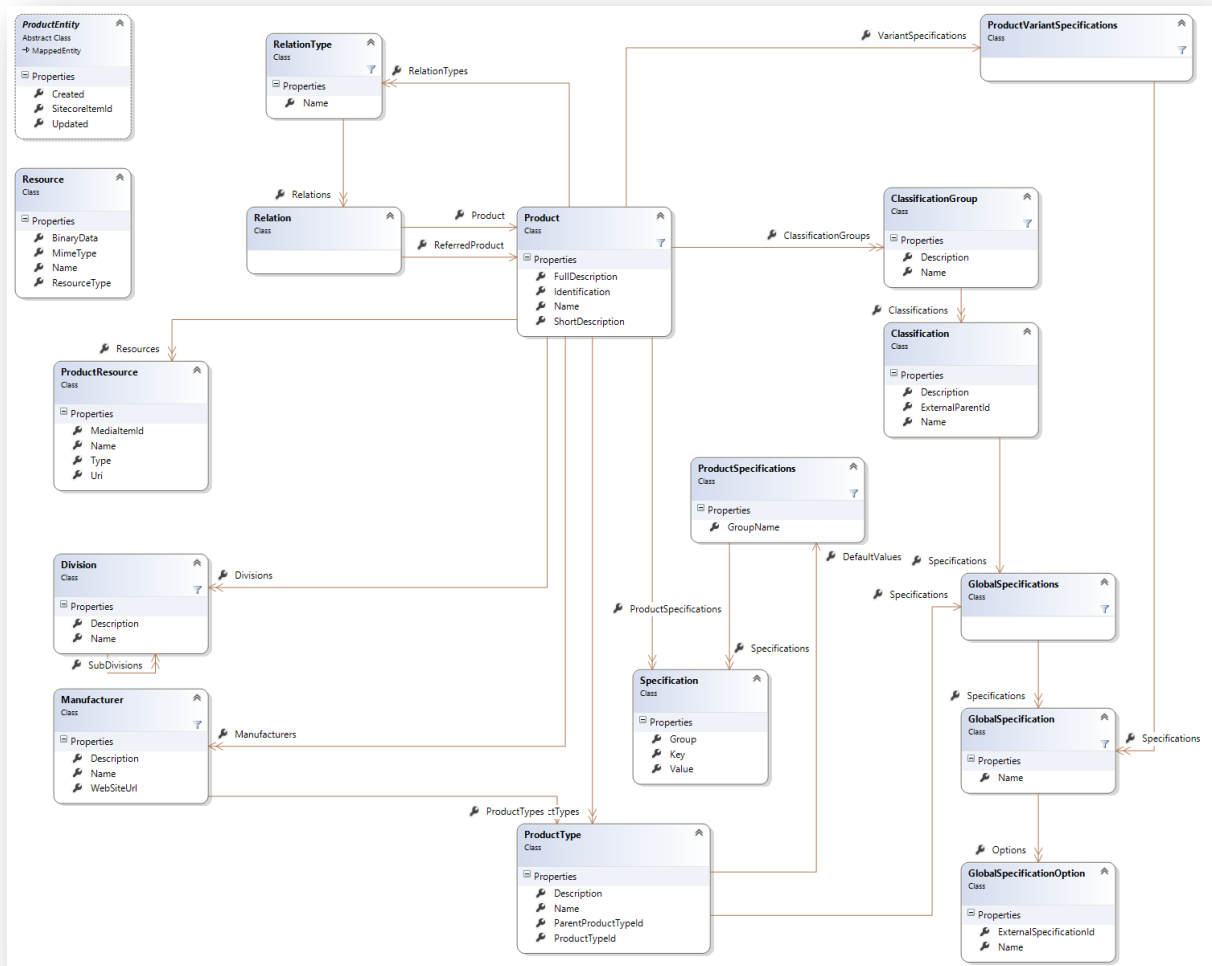 ProductEntity
Abstract Class
MappedEntity
Properties
Created
SitecoreItemId
Updated
RelationType
Class
Properties
Name
RelationTypes
VariantSpecifications
ProductVariantSpecifications
Class
Resource
Class
Properties
BinaryData
MimeType
Name
ResourceType
Relations
Relation
Class
Product
ReferredProduct
Product
Class
Properties
FullDescription
Identification
Name
ShortDescription
ClassificationGroups
ClassificationGroup
Class
Properties
Description
Name
Classifications
Classification
Class
Properties
Description
ExternalParentId
Name
Resources
ProductResource
Class
Properties
MediaItemId
Name
Type
Uri
ProductSpecifications
Class
Properties
GroupName
DefaultValues
Specifications
Specifications
GlobalSpecifications
Class
Division
Class
Properties
Description
Name
Divisions
SubDivisions
ProductSpecifications
Specifications
Specification
Class
Properties
Group
Key
Value
Manufacturer
Class
Properties
Description
Name
WebSiteUrl
Manufacturers
Specifications
GlobalSpecification
Class
Properties
Name
Specifications
ProductTypes
ProductType
Class
Properties
Description
Name
ParentProductTypeId
ProductTypeId
Options
GlobalSpecificationOption
Class
Properties
ExternalSpecificationId
Name